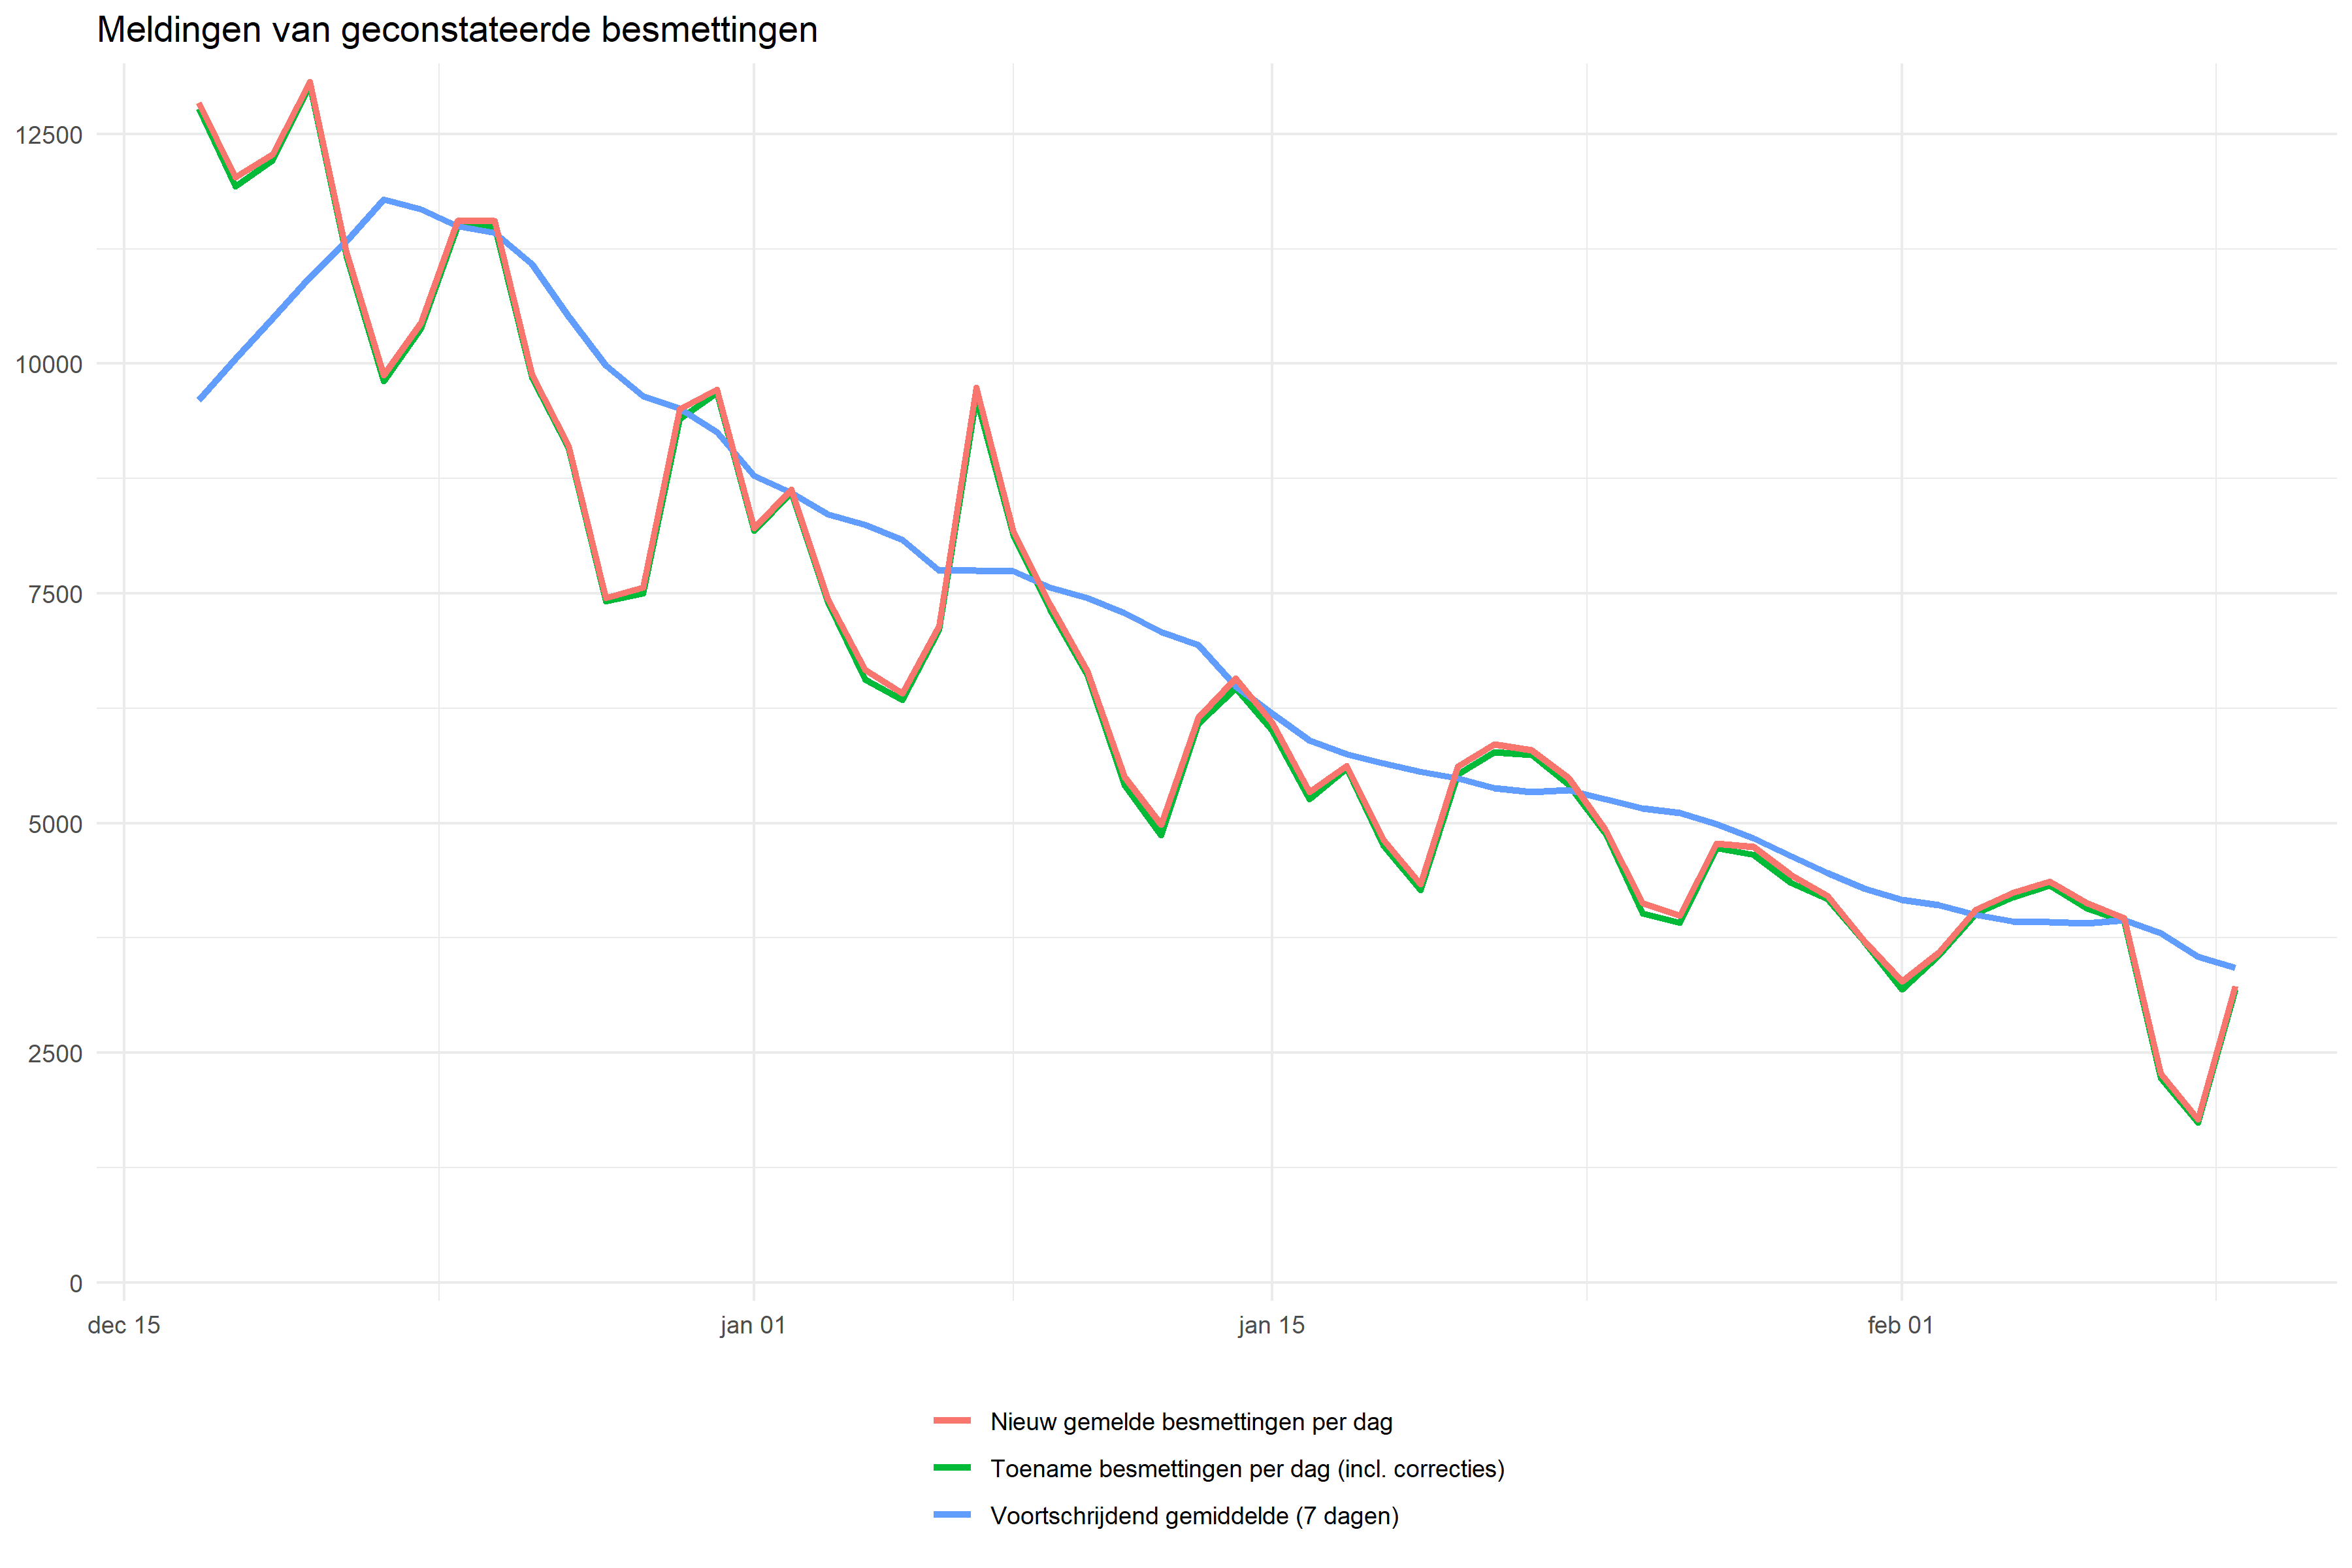 Meldingen van geconstateerde besmettingen
12500
10000
7500
5000
2500
0
dec 15 jan 01 jan 15 feb 01
Nieuw gemelde besmettingen per dag
Toename besmettingen per dag (incl. correcties)
Voortschrijdend gemiddelde (7 dagen)